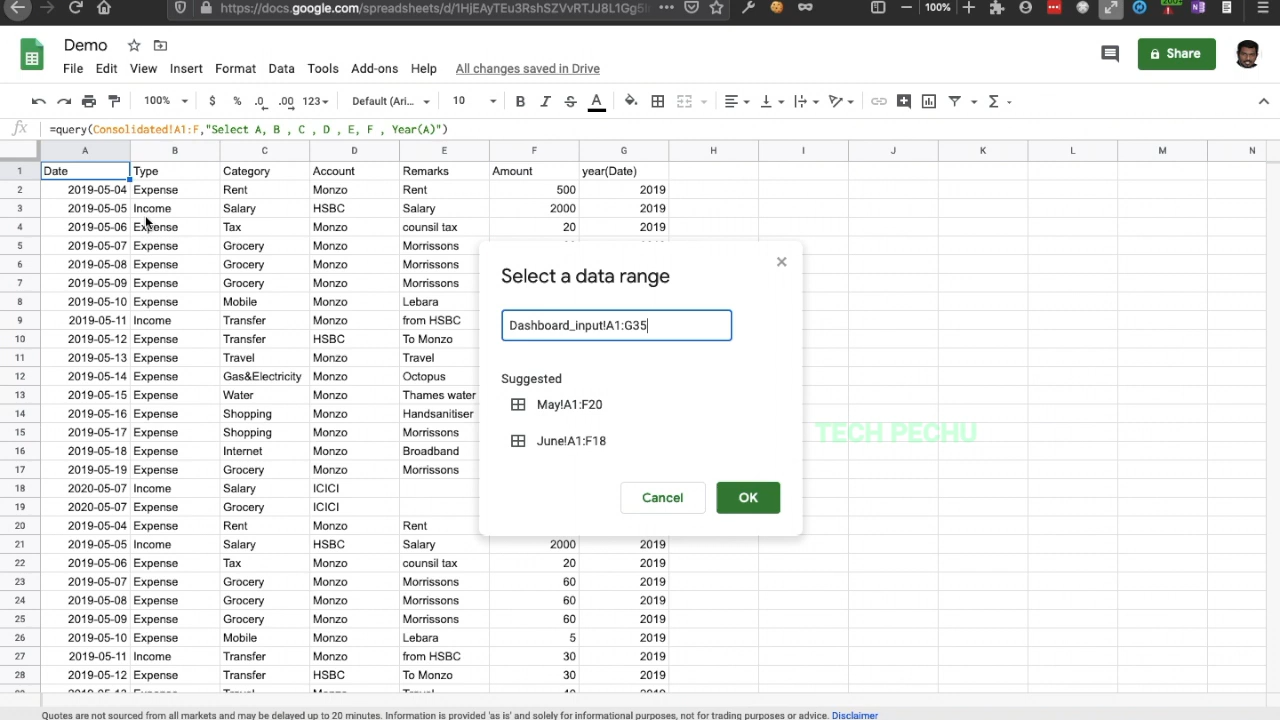 https://docs.google.com/spreadsheets/d/1HjEAyTEu3RshSZVvRTJJ8L1Gg5I
100%
Demo
File Edit View Insert Format Data Tools Add-ons Help All changes saved in Drive
Share
100% $ % .0 .00 123 Default (Ari... 10 B I S A
fx =query(Consolidated!A1:F,"Select A, B , C , D , E, F , Year(A)")
A B C D E F G H I J K L M N
1 Date Type Category Account Remarks Amount year(Date)
2 2019-05-04 Expense Rent Monzo Rent 500 2019
3 2019-05-05 Income Salary HSBC Salary 2000 2019
4 2019-05-06 Expense Tax Monzo counsil tax 20 2019
5 2019-05-07 Expense Grocery Monzo Morrissons
6 2019-05-08 Expense Grocery Monzo Morrissons
7 2019-05-09 Expense Grocery Monzo Morrissons
8 2019-05-10 Expense Mobile Monzo Lebara
9 2019-05-11 Income Transfer Monzo from HSBC
10 2019-05-12 Expense Transfer HSBC To Monzo
11 2019-05-13 Expense Travel Monzo Travel
12 2019-05-14 Expense Gas&Electricity Monzo Octopus
13 2019-05-15 Expense Water Monzo Thames water
14 2019-05-16 Expense Shopping Monzo Handsanitiser
15 2019-05-17 Expense Shopping Monzo Morrissons
16 2019-05-18 Expense Internet Monzo Broadband
17 2019-05-19 Expense Grocery Monzo Morrissons
18 2020-05-07 Income Salary ICICI
19 2020-05-07 Expense Grocery ICICI
20 2019-05-04 Expense Rent Monzo Rent
21 2019-05-05 Income Salary HSBC Salary 2000 2019
22 2019-05-06 Expense Tax Monzo counsil tax 20 2019
23 2019-05-07 Expense Grocery Monzo Morrissons 60 2019
24 2019-05-08 Expense Grocery Monzo Morrissons 60 2019
25 2019-05-09 Expense Grocery Monzo Morrissons 60 2019
26 2019-05-10 Expense Mobile Monzo Lebara 5 2019
27 2019-05-11 Income Transfer Monzo from HSBC 30 2019
28 2019-05-12 Expense Transfer HSBC To Monzo 30 2019
Select a data range
Dashboard_input!A1:G35
Suggested
May!A1:F20
June!A1:F18
Cancel OK
TECH PECHU
Quotes are not sourced from all markets and may be delayed up to 20 minutes. Information is provided 'as is' and solely for informational purposes, not for trading purposes or advice. Disclaimer